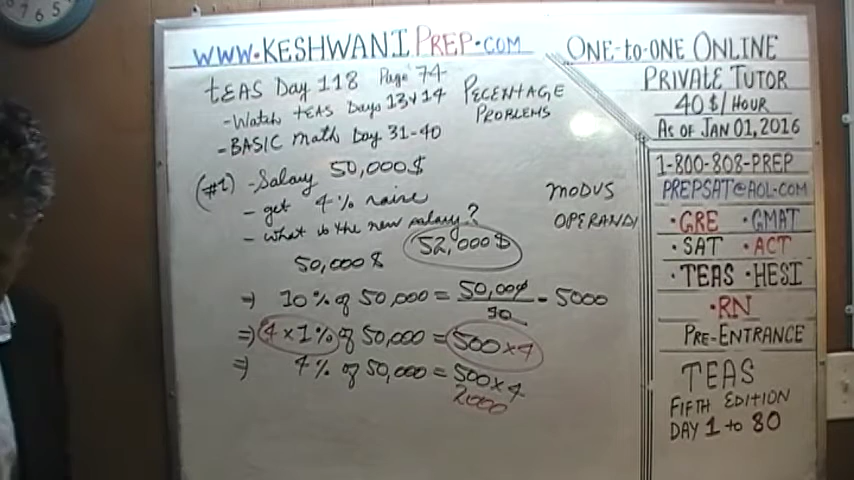 WWW.KESHWANIPREP.COM
TEAS Day 118 Page 74
-Watch TEAS Days 13 & 14
-BASIC Math Day 31-40
PECENTAGE
PROBLEMS
(#1) -Salary 50,000$
- get 4% raise
- what is the new salary?
52,000$
MODUS
OPERANDI
50,000$
⇒ 10% of 50,000 = 50,000/10 = 5000
⇒ 4 x 1% of 50,000 = 500 x 4
⇒ 4% of 50,000 = 500 x 4
2000
ONE-to-ONE ONLINE
PRIVATE TUTOR
40$/HOUR
AS OF JAN 01,2016
1-800-808-PREP
PREPSAT@AOL.COM
•GRE •GMAT
•SAT •ACT
•TEAS •HESI
•RN
PRE-ENTRANCE
TEAS
FIFTH EDITION
DAY 1 to 80
7 6 5